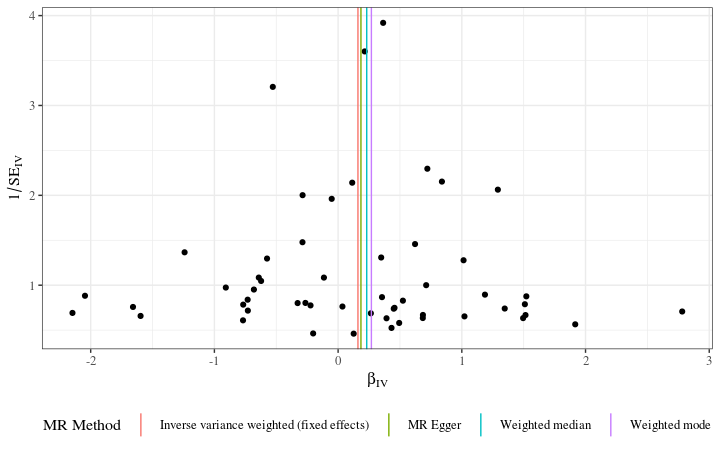 4
3
2
1
1/SE_IV
-2
-1
0
1
2
3
β_IV
MR Method
Inverse variance weighted (fixed effects)
MR Egger
Weighted median
Weighted mode